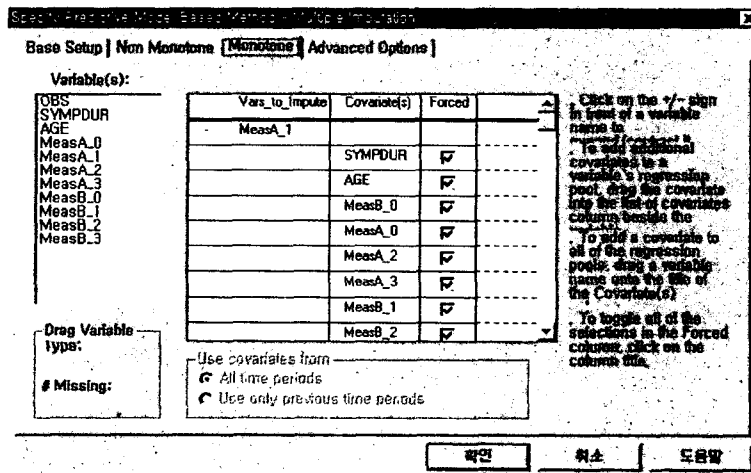 Specify Predictive Model Based Method - Multiple Imputation
Base Setup | Non Monotone | Monotone | Advanced Options
Variable(s):
OBS
SYMPDUR
AGE
MeasA_0
MeasA_1
MeasA_2
MeasA_3
MeasB_0
MeasB_1
MeasB_2
MeasB_3
Vars_to_Impute Covariate(s) Forced
- MeasA_1
SYMPDUR
AGE
MeasB_0
MeasA_0
MeasA_2
MeasA_3
MeasB_1
MeasB_2
. Click on the +/- sign
in front of a variable
name to
. To add additional
covariates to a
variable's regression
pool, drag the covariate
into the list of covariates
column beside the
. To add a covariate to
all of the regression
pools, drag a variable
name onto the title of
the Covariate(s)
. To toggle all of the
selections in the Forced
column, click on the
column title.
Drag Variable
Type:
# Missing:
Use covariates from
All time periods
Use only previous time periods
확인 취소 도움말